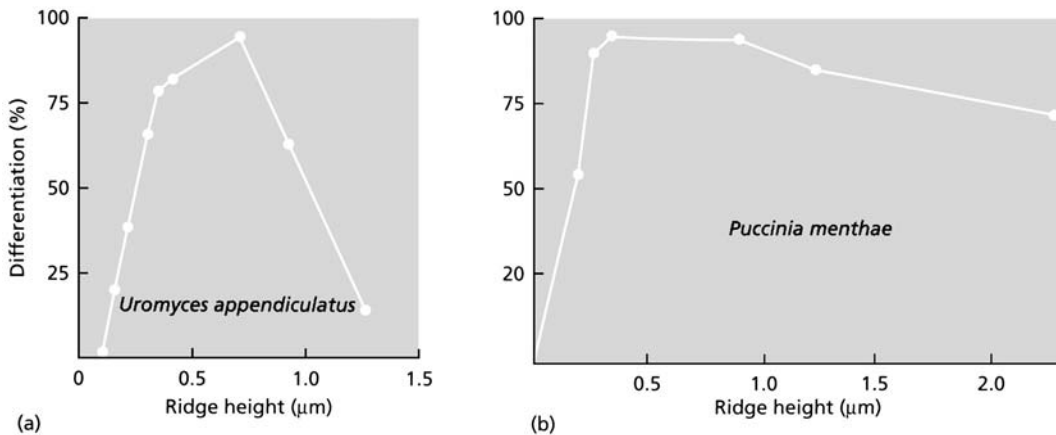 100
75
50
25
0
0.5
1.0
1.5
Differentiation (%)
Uromyces appendiculatus
Ridge height (μm)
(a)
100
75
50
20
0.5
1.0
1.5
2.0
Puccinia menthae
Ridge height (μm)
(b)